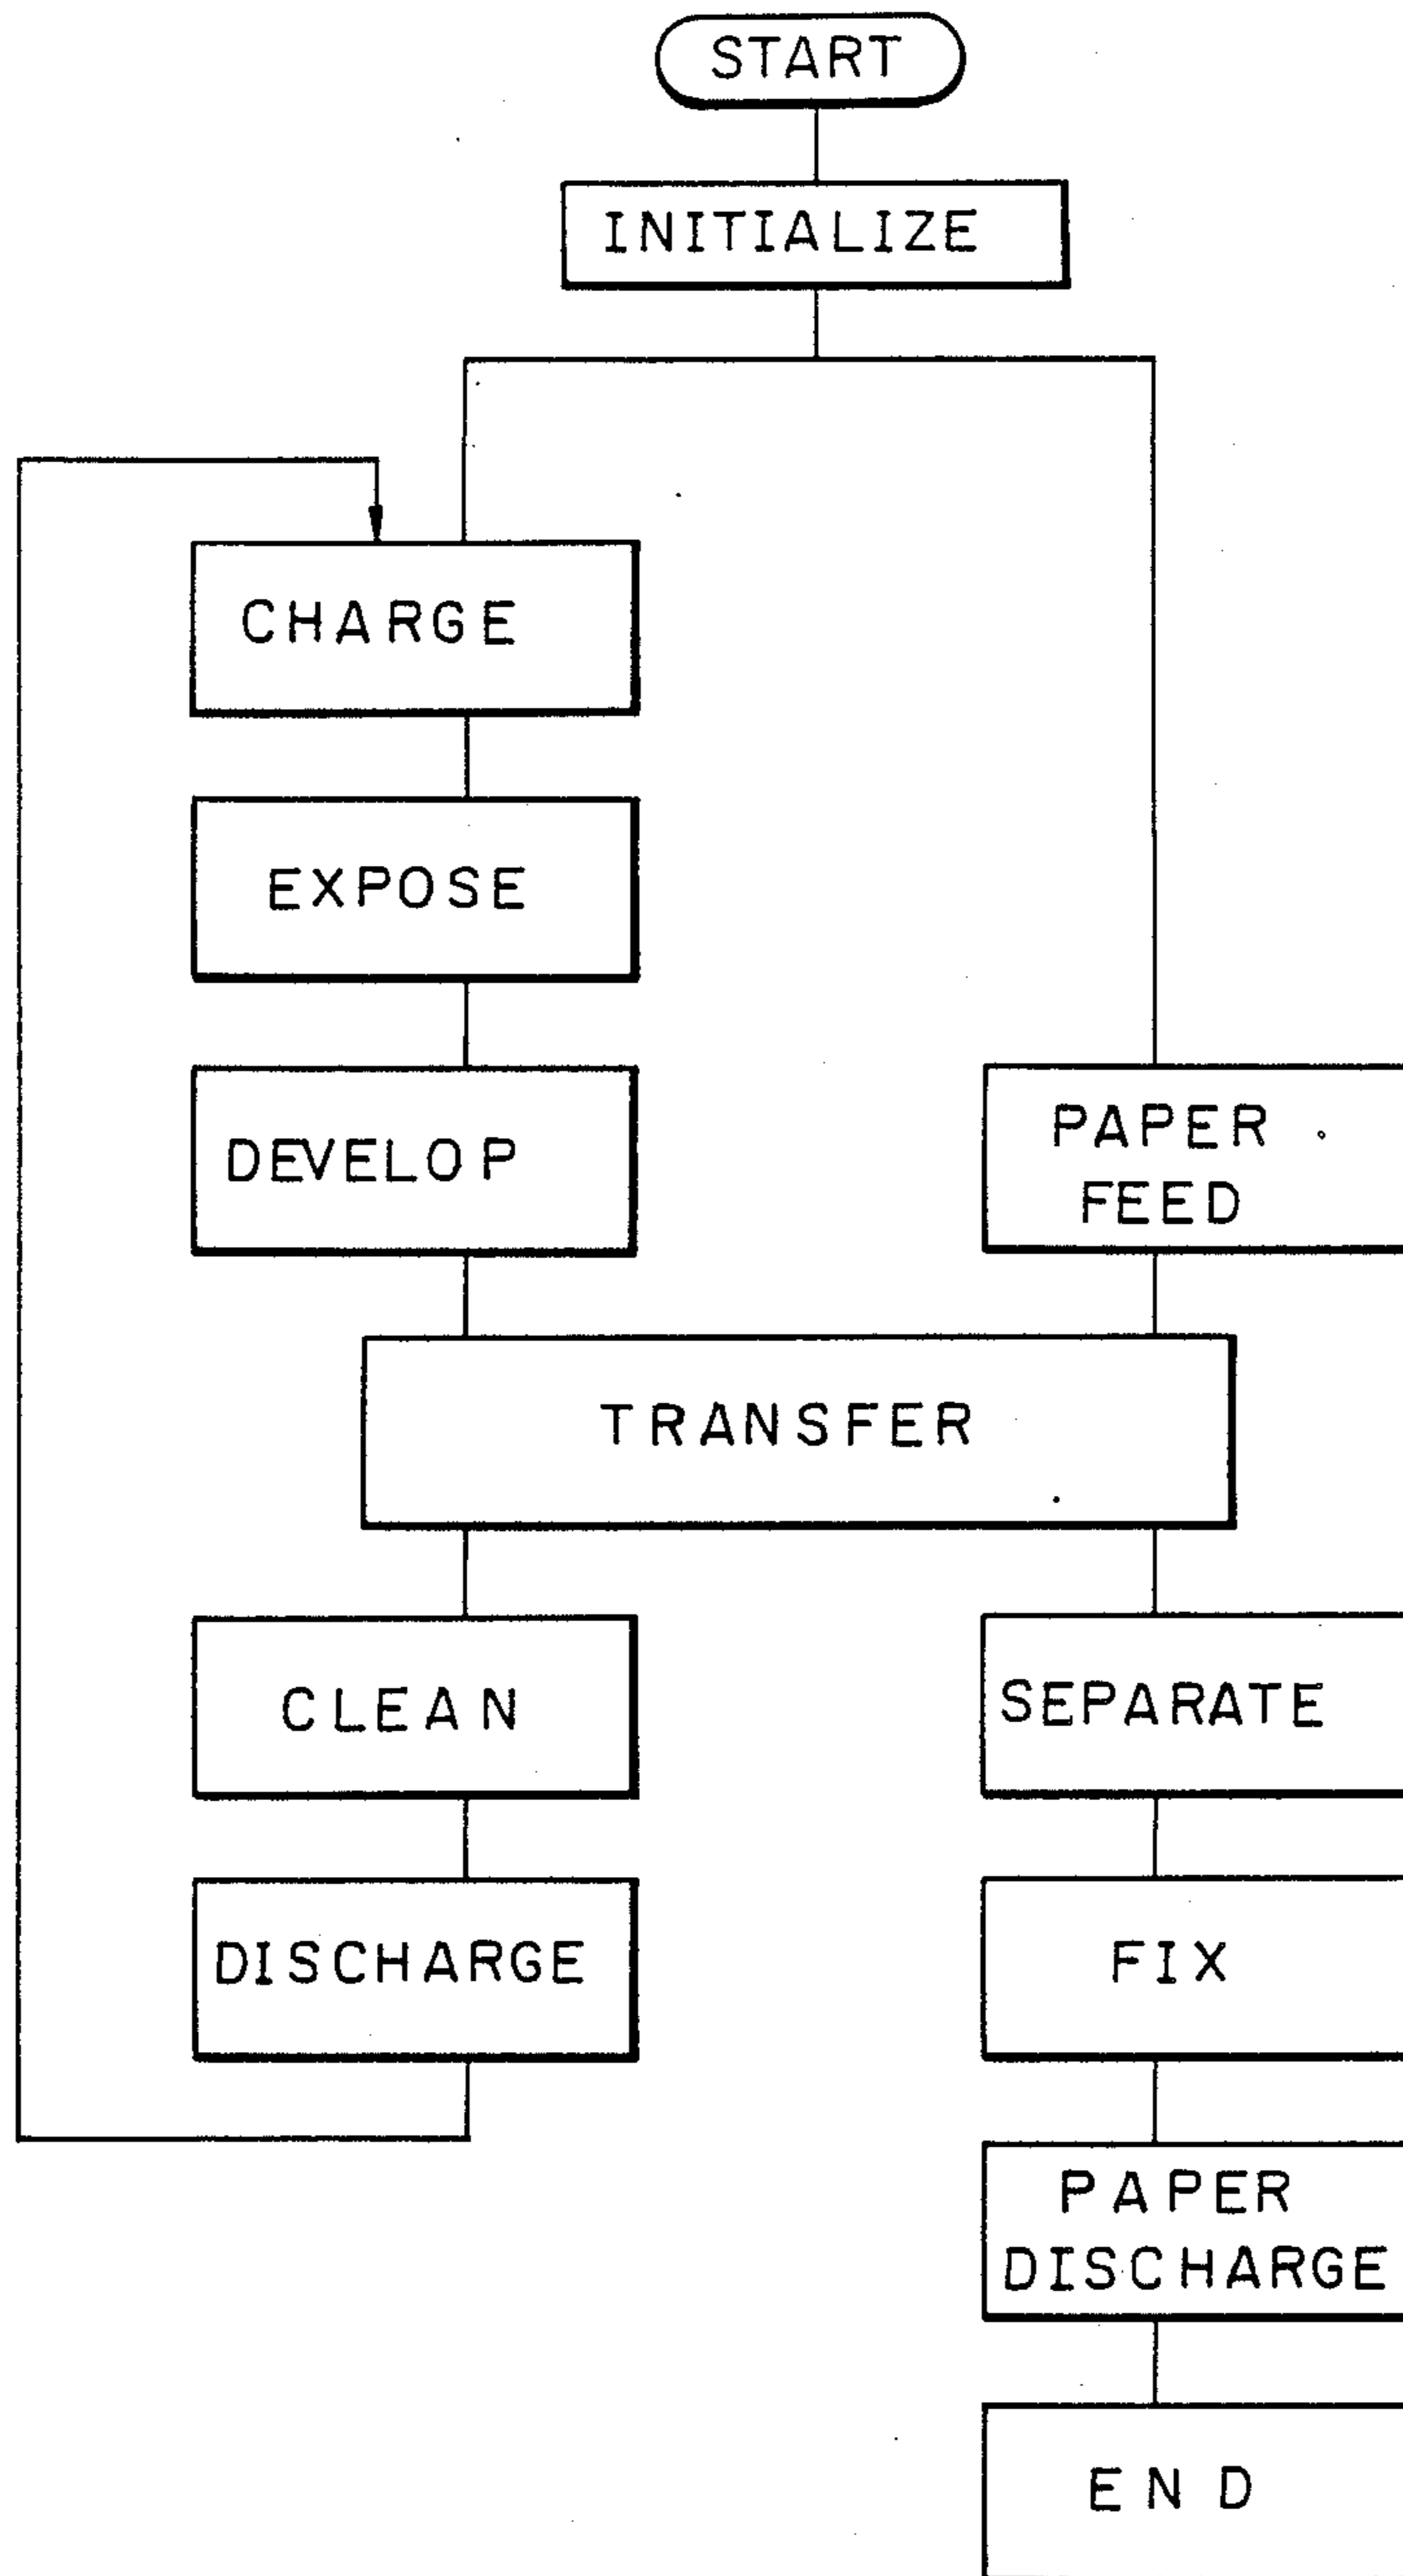 START
INITIALIZE
CHARGE
EXPOSE
DEVELOP
PAPER
FEED
TRANSFER
CLEAN
SEPARATE
DISCHARGE
FIX
PAPER
DISCHARGE
END